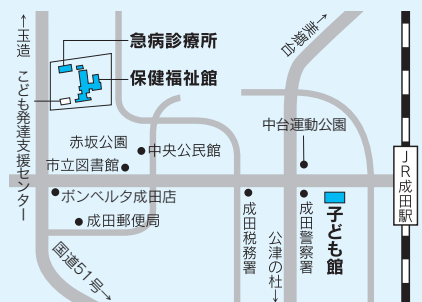 ←玉造
こども発達支援センター
急病診療所
保健福祉館
→美郷台
赤坂公園
中央公民館
市立図書館
中台運動公園
ボンベルタ成田店
成田郵便局
国道51号→
成田税務署
公津の杜→
成田警察署
子ども館
JR成田駅